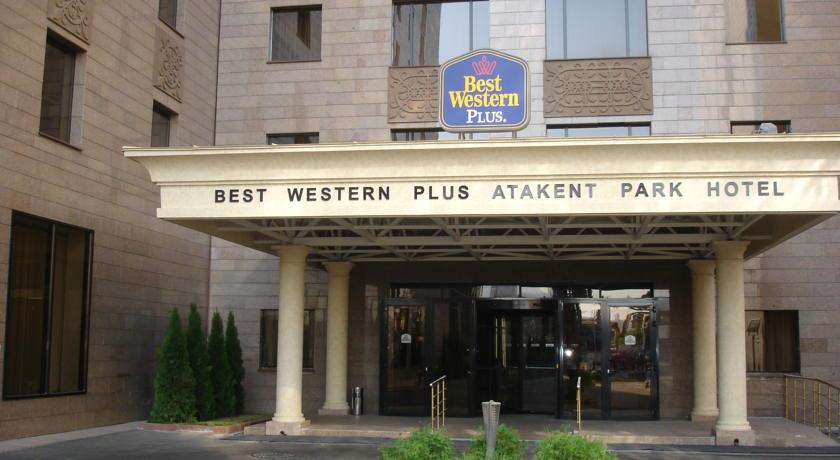 Best
Western
PLUS.
BEST WESTERN PLUS ATAKENT PARK HOTEL